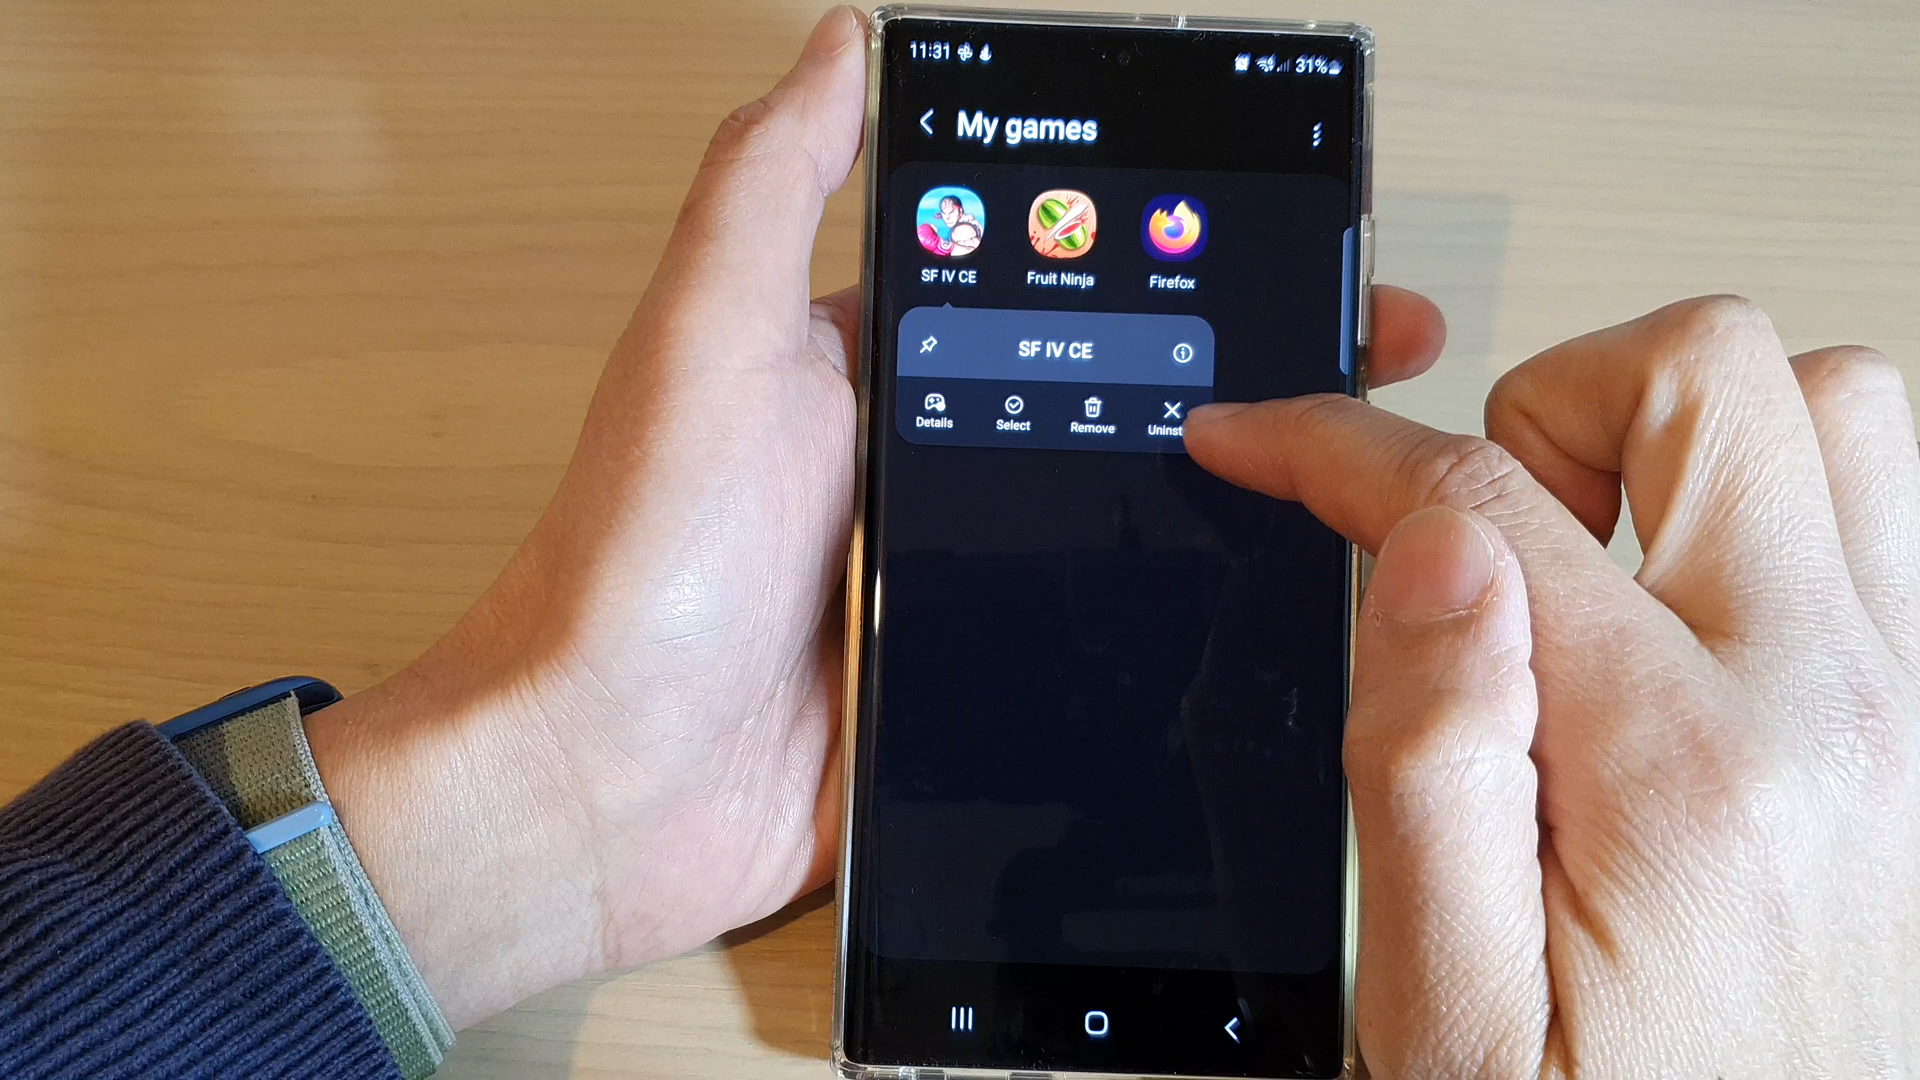 11:31 31%
My games
SF IV CE Fruit Ninja Firefox
SF IV CE
Details Select Remove Uninst